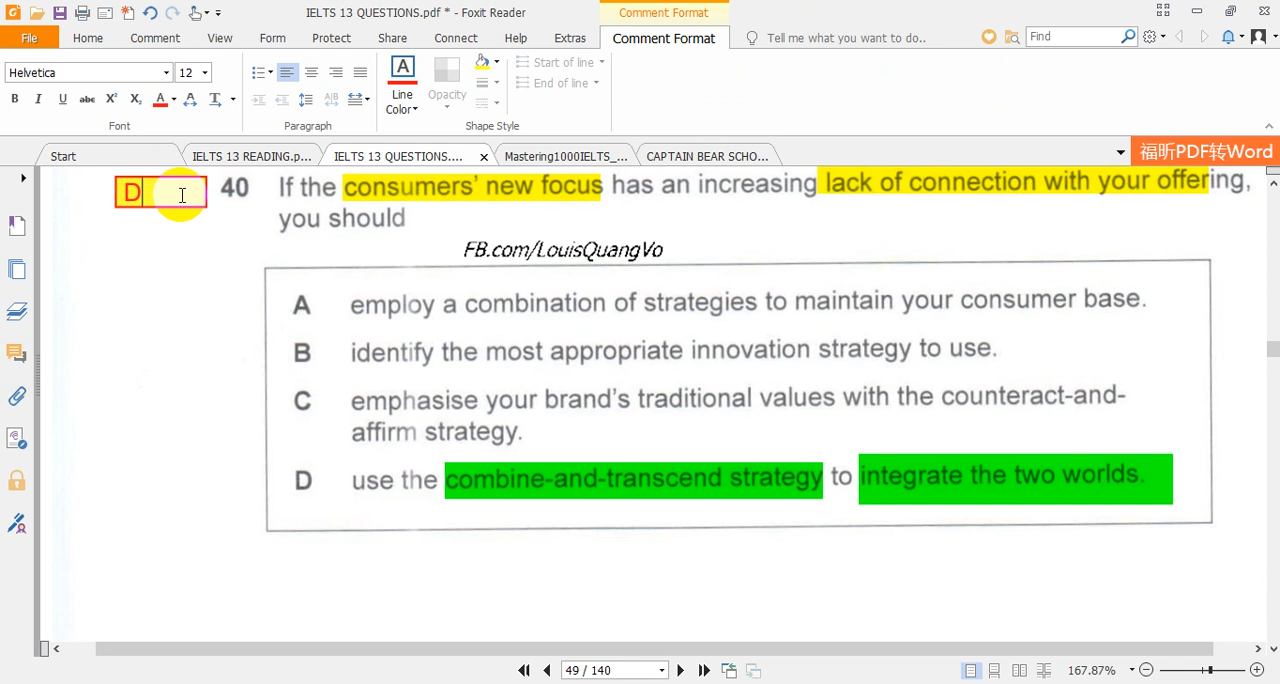 IELTS 13 QUESTIONS.pdf * - Foxit Reader
Comment Format
File Home Comment View Form Protect Share Connect Help Extras Comment Format Tell me what you want to do.. Find
Helvetica 12 Start of line
B I U abc X² X₂ A A T Line Color Opacity End of line
Font Paragraph Shape Style
Start IELTS 13 READING.p... IELTS 13 QUESTIONS.... Mastering1000IELTS_... CAPTAIN BEAR SCHO... 福昕PDF转Word
D 40 If the consumers' new focus has an increasing lack of connection with your offering,
you should
FB.com/LouisQuangVo
A employ a combination of strategies to maintain your consumer base.
B identify the most appropriate innovation strategy to use.
C emphasise your brand's traditional values with the counteract-and-
affirm strategy.
D use the combine-and-transcend strategy to integrate the two worlds.
49 / 140 167.87%